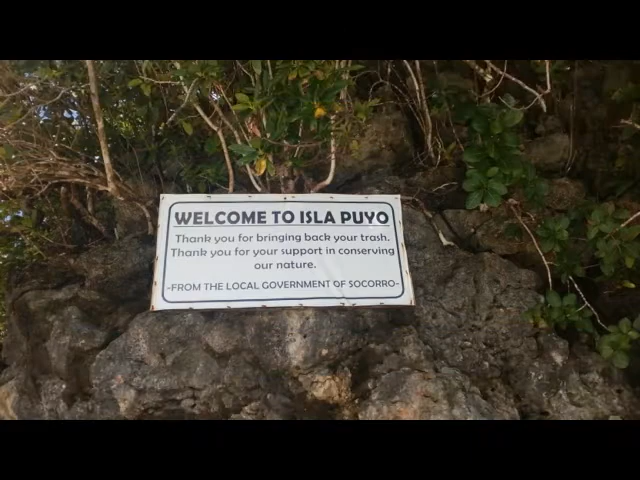 WELCOME TO ISLA PUYO
Thank you for bringing back your trash.
Thank you for your support in conserving
our nature.
-FROM THE LOCAL GOVERNMENT OF SOCORRO-